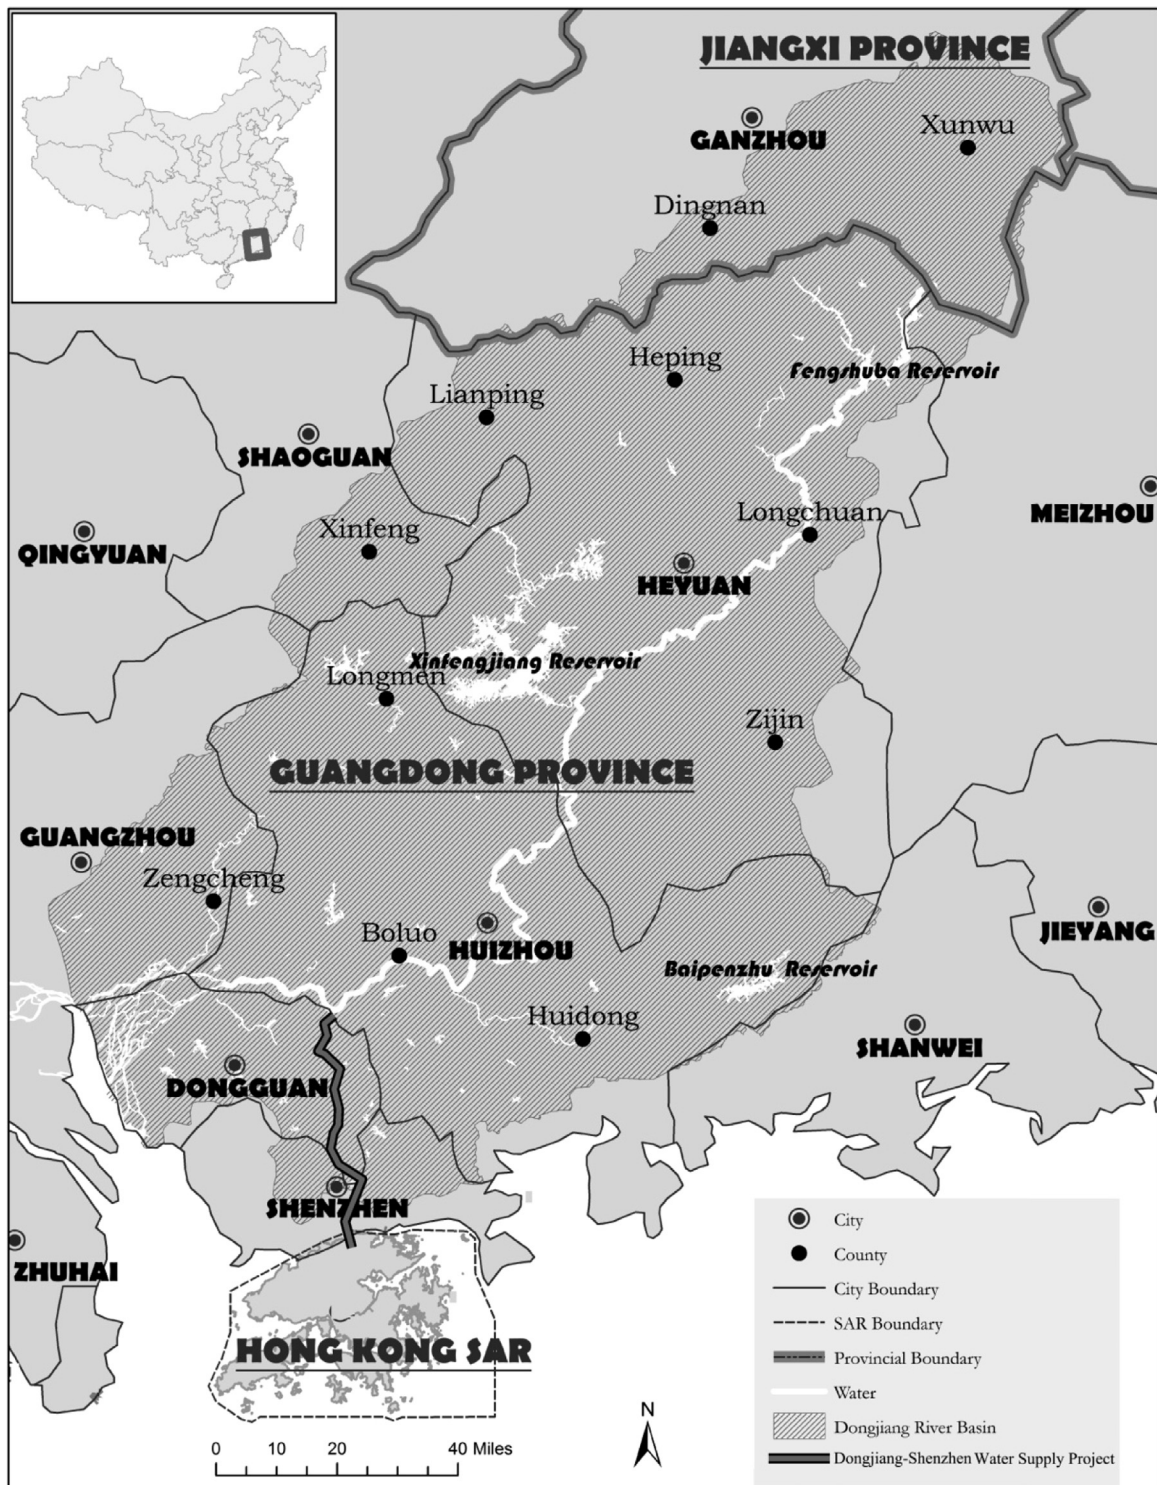 JIANGXI PROVINCE
GANZHOU
Xunwu
Dingnan
Heping
Fengshuba Reservoir
Lianping
SHAOGUAN
MEIZHOU
Longchuan
Xinfeng
QINGYUAN
HEYUAN
Xinfengjiang Reservoir
Longmen
Zijin
GUANGDONG PROVINCE
GUANGZHOU
Zengcheng
Boluo
HUIZHOU
JIEYANG
Baipenzhu Reservoir
Huidong
SHANWEI
DONGGUAN
SHENZHEN
ZHUHAI
HONG KONG SAR
City
County
City Boundary
SAR Boundary
Provincial Boundary
Water
Dongjiang River Basin
Dongjiang-Shenzhen Water Supply Project
N
0 10 20 40 Miles